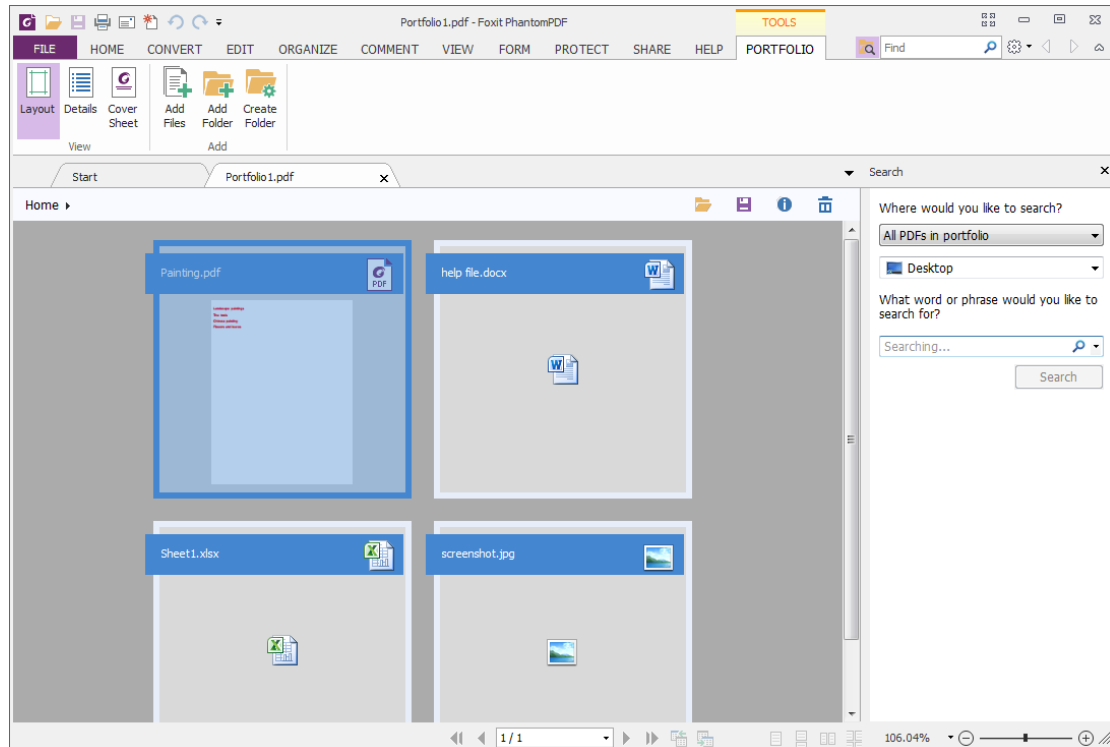 Portfolio1.pdf - Foxit PhantomPDF
TOOLS
FILE HOME CONVERT EDIT ORGANIZE COMMENT VIEW FORM PROTECT SHARE HELP PORTFOLIO
Find
Layout Details Cover Sheet Add Files Add Folder Create Folder
View Add
Start
Portfolio1.pdf
Search
Home
Where would you like to search?
All PDFs in portfolio
Desktop
What word or phrase would you like to
search for?
Searching...
Search
Painting.pdf
PDF
help file.docx
Sheet1.xlsx
screenshot.jpg
1 / 1
106.04%